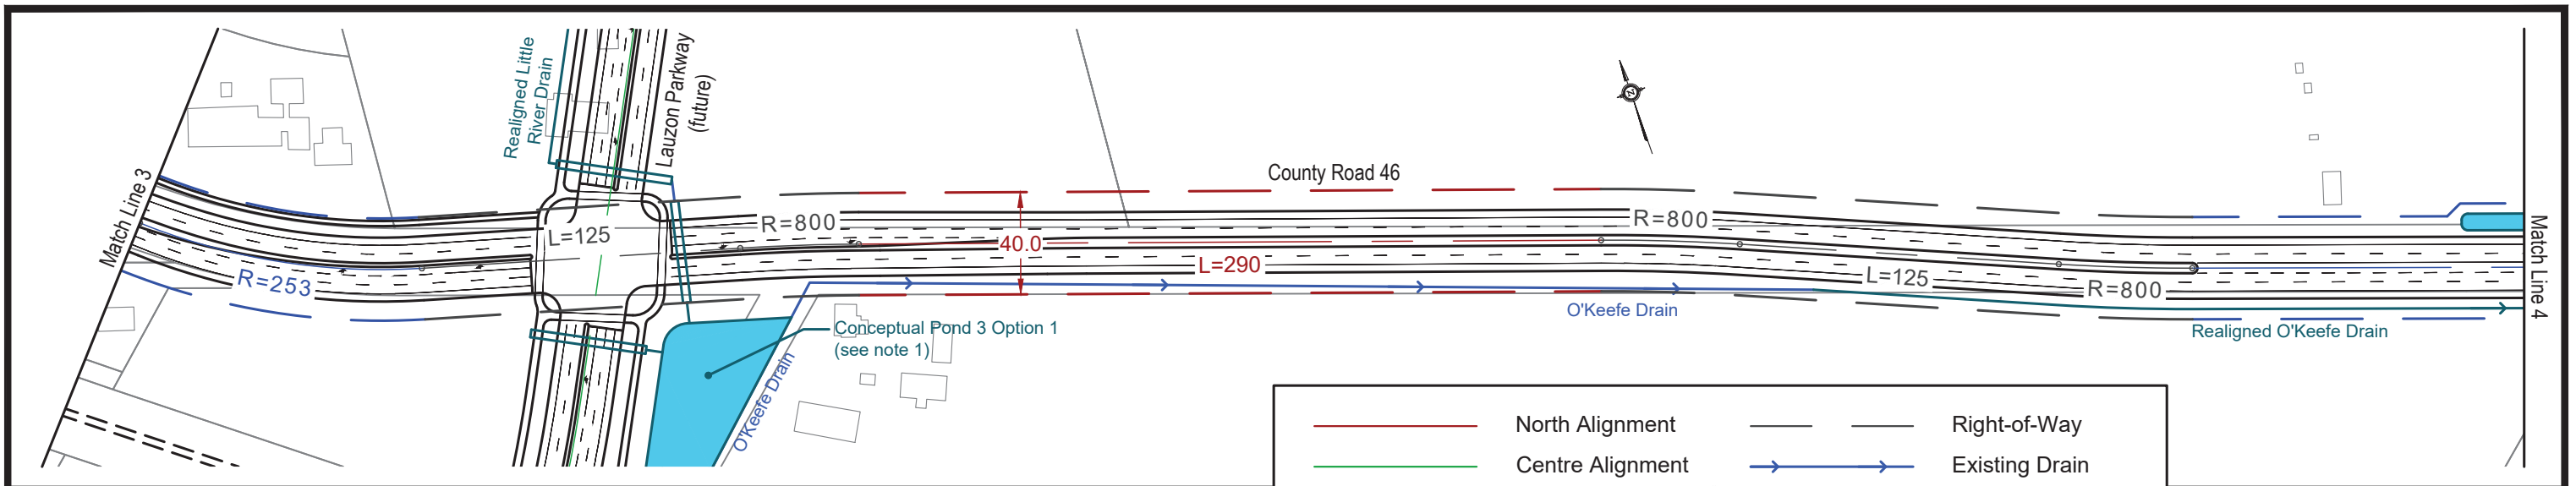 Match Line 3
Realigned Little
River Drain
Lauzon Parkway
(future)
County Road 46
N
R=253
L=125
R=800
40.0
L=290
R=800
L=125
R=800
Match Line 4
O'Keefe Drain
Realigned O'Keefe Drain
Conceptual Pond 3 Option 1
(see note 1)
O'Keefe Drain
North Alignment
Right-of-Way
Centre Alignment
Existing Drain